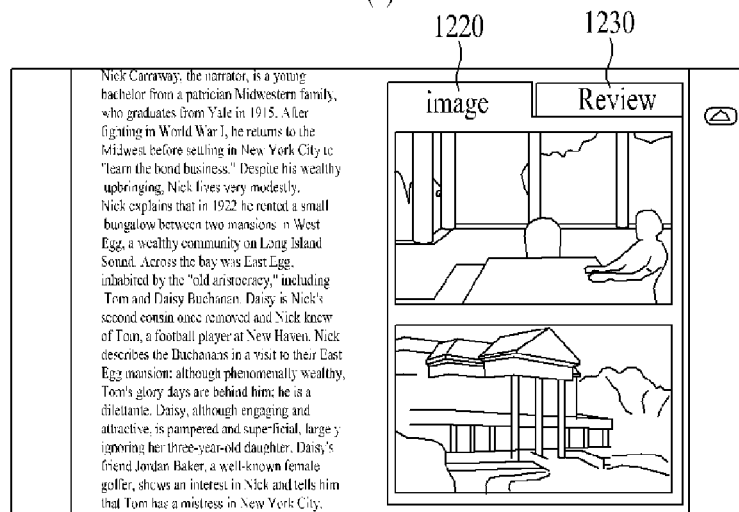 1220
1230
Nick Carraway, the narrator, is a young
bachelor from a patrician Midwestern family,
who graduates from Yale in 1915. After
fighting in World War I, he returns to the
Midwest before settling in New York City to
"learn the bond business." Despite his wealthy
upbringing, Nick lives very modestly.
Nick explains that in 1922 he rented a small
bungalow between two mansions in West
Egg, a wealthy community on Long Island
Sound. Across the bay was East Egg,
inhabited by the "old aristocracy," including
Tom and Daisy Buchanan. Daisy is Nick's
second cousin once removed and Nick knew
of Tom, a football player at New Haven. Nick
describes the Buchanans in a visit to their East
Egg mansion: although phenomenally wealthy,
Tom's glory days are behind him; he is a
dilettante. Daisy, although engaging and
attractive, is pampered and superficial, largely
ignoring her three-year-old daughter. Daisy's
friend Jordan Baker, a well-known female
golfer, shows an interest in Nick and tells him
that Tom has a mistress in New York City.
image
Review